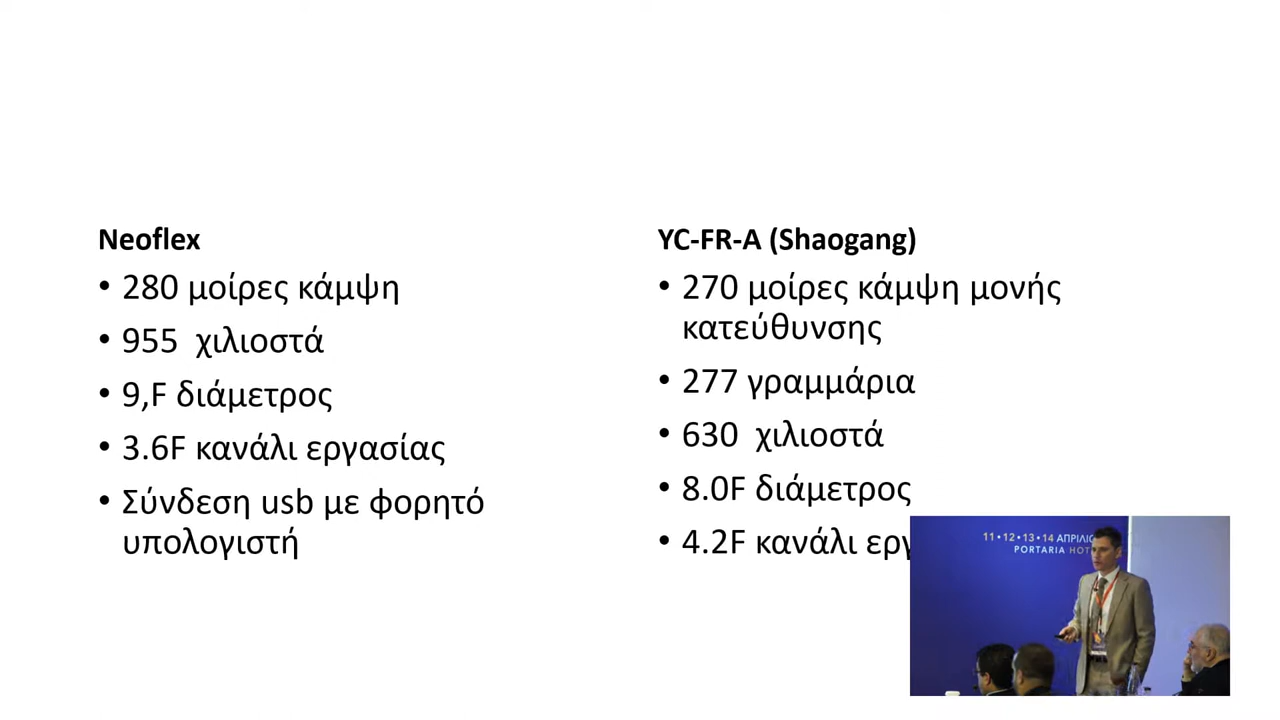 Neoflex
• 280 μοίρες κάμψη
• 955 χιλιοστά
• 9,F διάμετρος
• 3.6F κανάλι εργασίας
• Σύνδεση usb με φορητό
υπολογιστή
YC-FR-A (Shaogang)
• 270 μοίρες κάμψη μονής
κατεύθυνσης
• 277 γραμμάρια
• 630 χιλιοστά
• 8.0F διάμετρος
• 4.2F κανάλι
11•12•13•14
PORTARIA